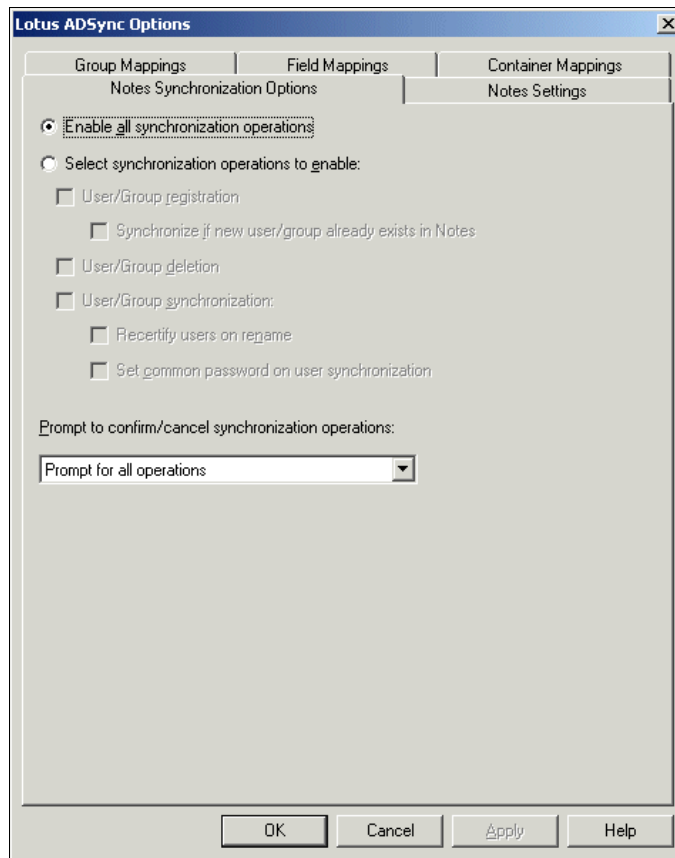 Lotus ADSync Options
Group Mappings
Field Mappings
Container Mappings
Notes Synchronization Options
Notes Settings
Enable all synchronization operations
Select synchronization operations to enable:
User/Group registration
Synchronize if new user/group already exists in Notes
User/Group deletion
User/Group synchronization:
Recertify users on rename
Set common password on user synchronization
Prompt to confirm/cancel synchronization operations:
Prompt for all operations
OK
Cancel
Apply
Help